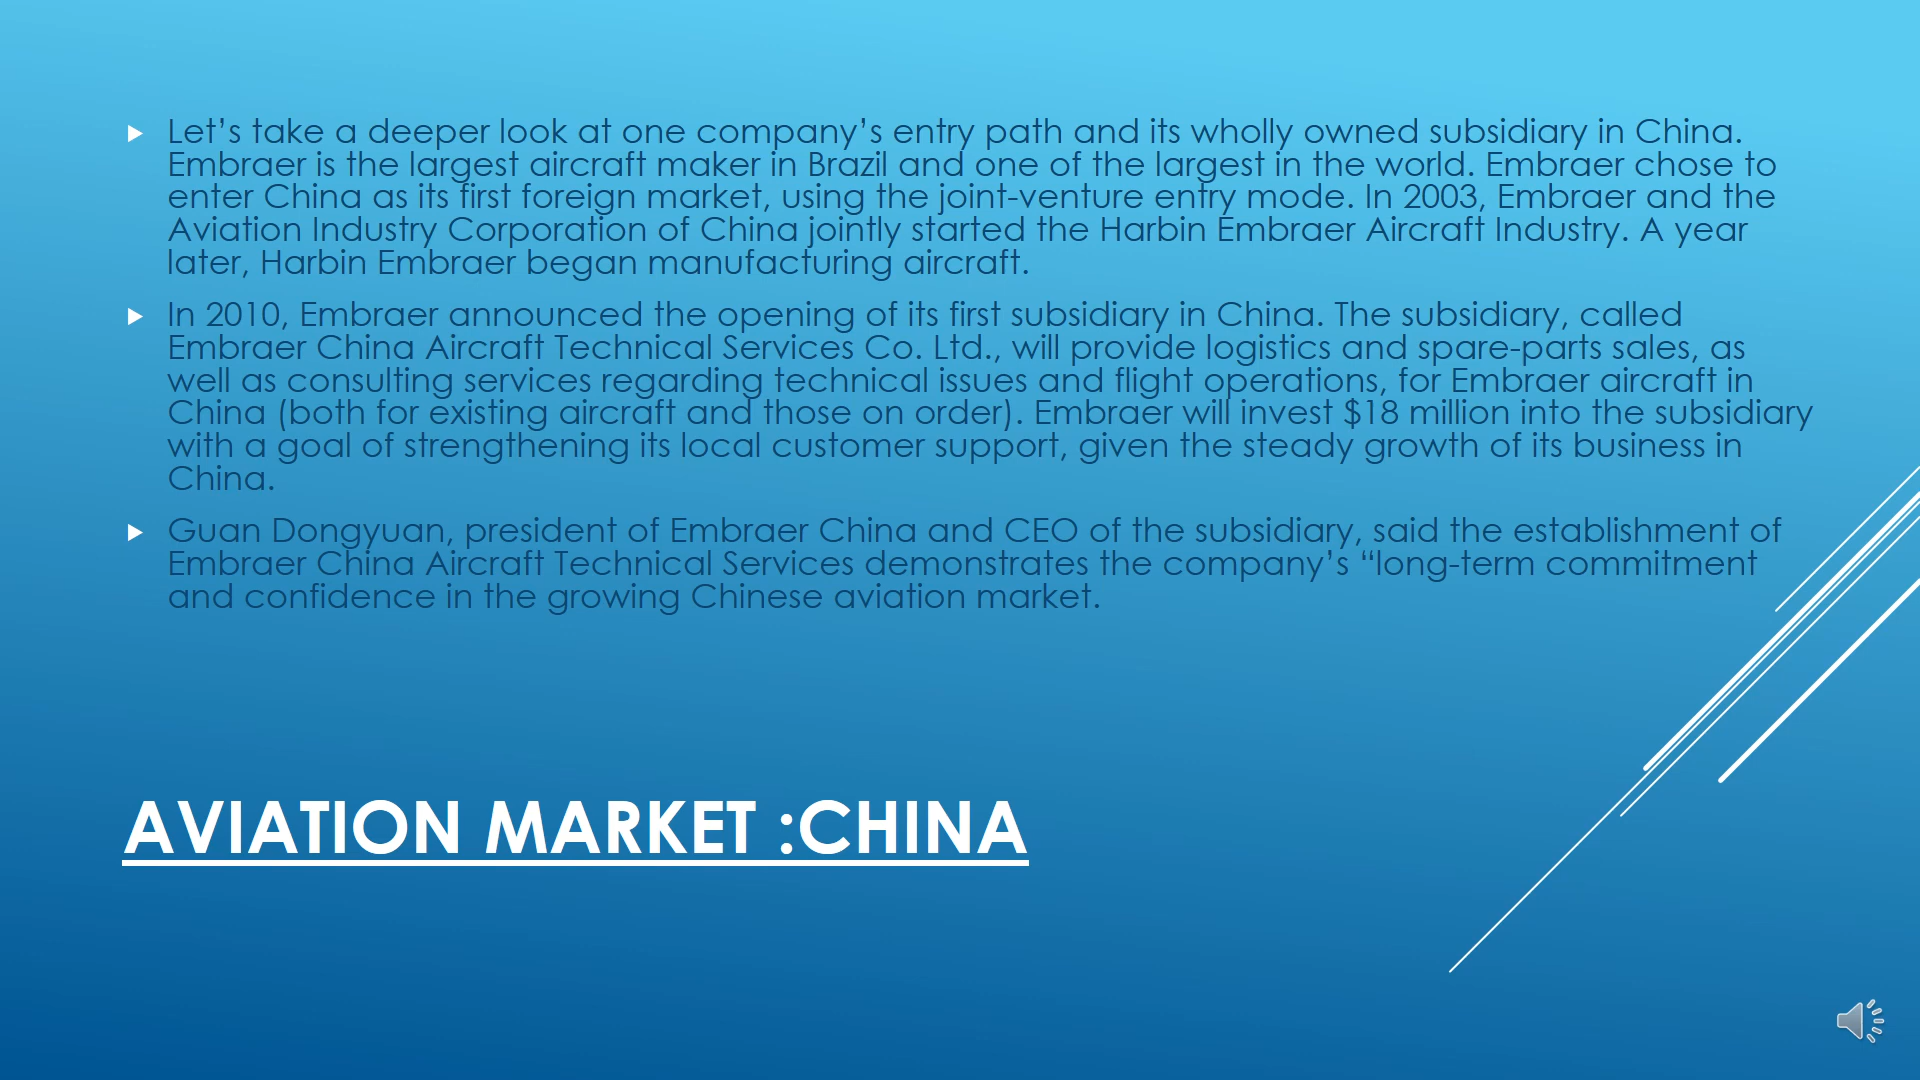 Let’s take a deeper look at one company’s entry path and its wholly owned subsidiary in China.
Embraer is the largest aircraft maker in Brazil and one of the largest in the world. Embraer chose to
enter China as its first foreign market, using the joint-venture entry mode. In 2003, Embraer and the
Aviation Industry Corporation of China jointly started the Harbin Embraer Aircraft Industry. A year
later, Harbin Embraer began manufacturing aircraft.
In 2010, Embraer announced the opening of its first subsidiary in China. The subsidiary, called
Embraer China Aircraft Technical Services Co. Ltd., will provide logistics and spare-parts sales, as
well as consulting services regarding technical issues and flight operations, for Embraer aircraft in
China (both for existing aircraft and those on order). Embraer will invest $18 million into the subsidiary
with a goal of strengthening its local customer support, given the steady growth of its business in
China.
Guan Dongyuan, president of Embraer China and CEO of the subsidiary, said the establishment of
Embraer China Aircraft Technical Services demonstrates the company’s “long-term commitment
and confidence in the growing Chinese aviation market.
AVIATION MARKET :CHINA